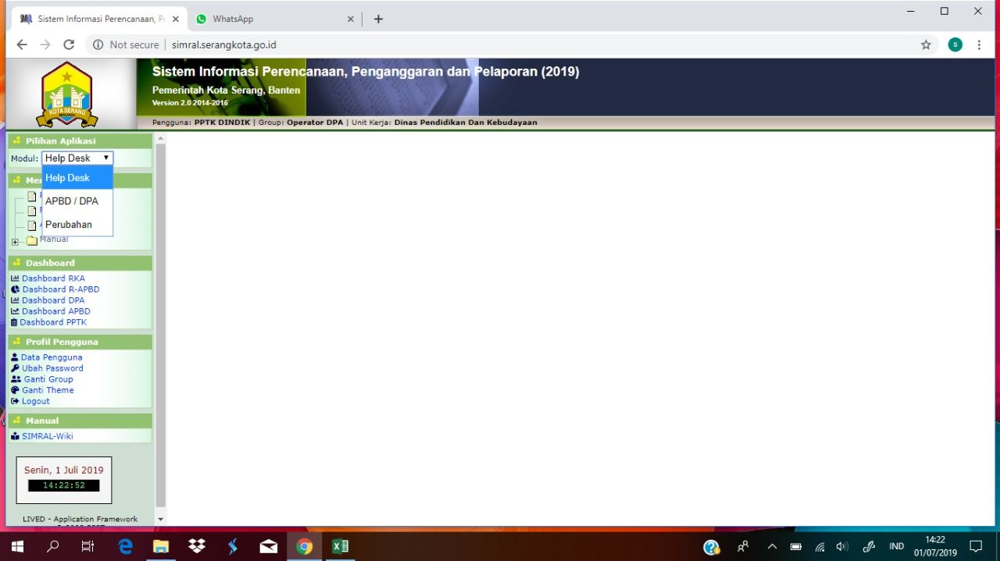 Sistem Informasi Perencanaan, Pe
WhatsApp
Not secure | simral.serangkota.go.id
S
KOTA SERANG
Sistem Informasi Perencanaan, Penganggaran dan Pelaporan (2019)
Pemerintah Kota Serang, Banten
Version 2.0 2014-2016
Pengguna: PPTK DINDIK | Group: Operator DPA | Unit Kerja: Dinas Pendidikan Dan Kebudayaan
Pilihan Aplikasi
Modul: Help Desk
Help Desk
APBD / DPA
Perubahan
Manual
Dashboard
Dashboard RKA
Dashboard R-APBD
Dashboard DPA
Dashboard APBD
Dashboard PPTK
Profil Pengguna
Data Pengguna
Ubah Password
Ganti Group
Ganti Theme
Logout
Manual
SIMRAL-Wiki
Senin, 1 Juli 2019
14:22:52
LIVED - Application Framework
IND
14:22
01/07/2019